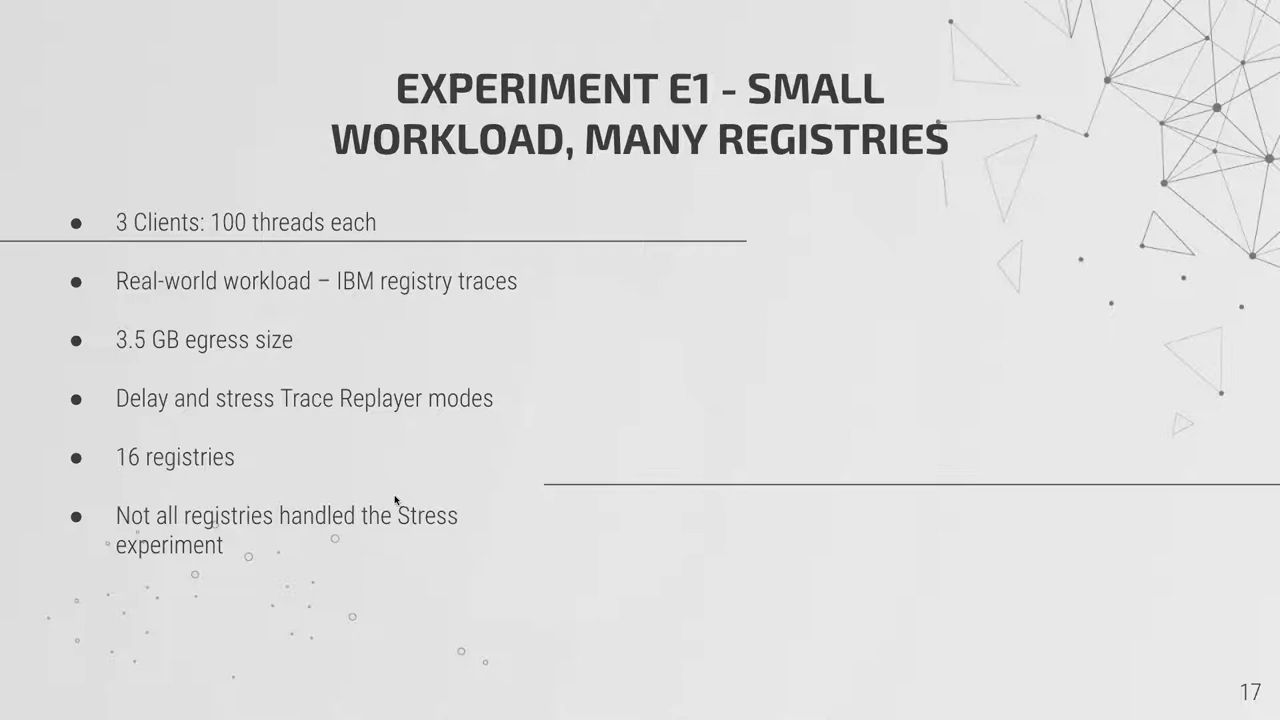 EXPERIMENT E1 - SMALL
WORKLOAD, MANY REGISTRIES
● 3 Clients: 100 threads each
● Real-world workload – IBM registry traces
● 3.5 GB egress size
● Delay and stress Trace Replayer modes
● 16 registries
● Not all registries handled the Stress
experiment
17